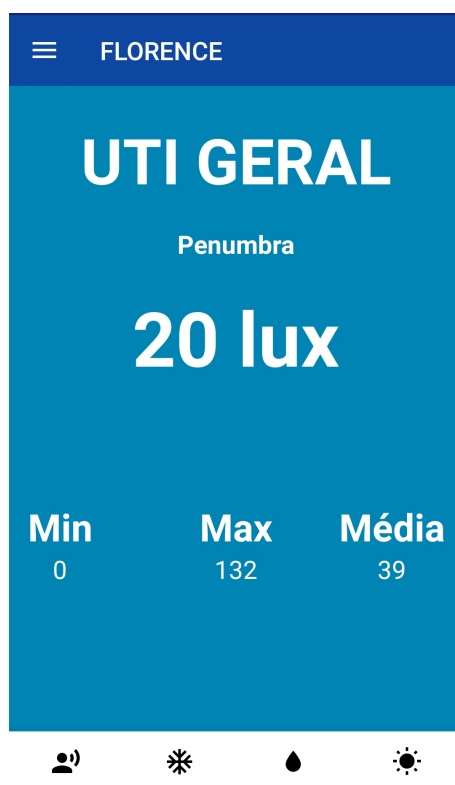 FLORENCE
UTI GERAL
Penumbra
20 lux
Min Max Média
0 132 39